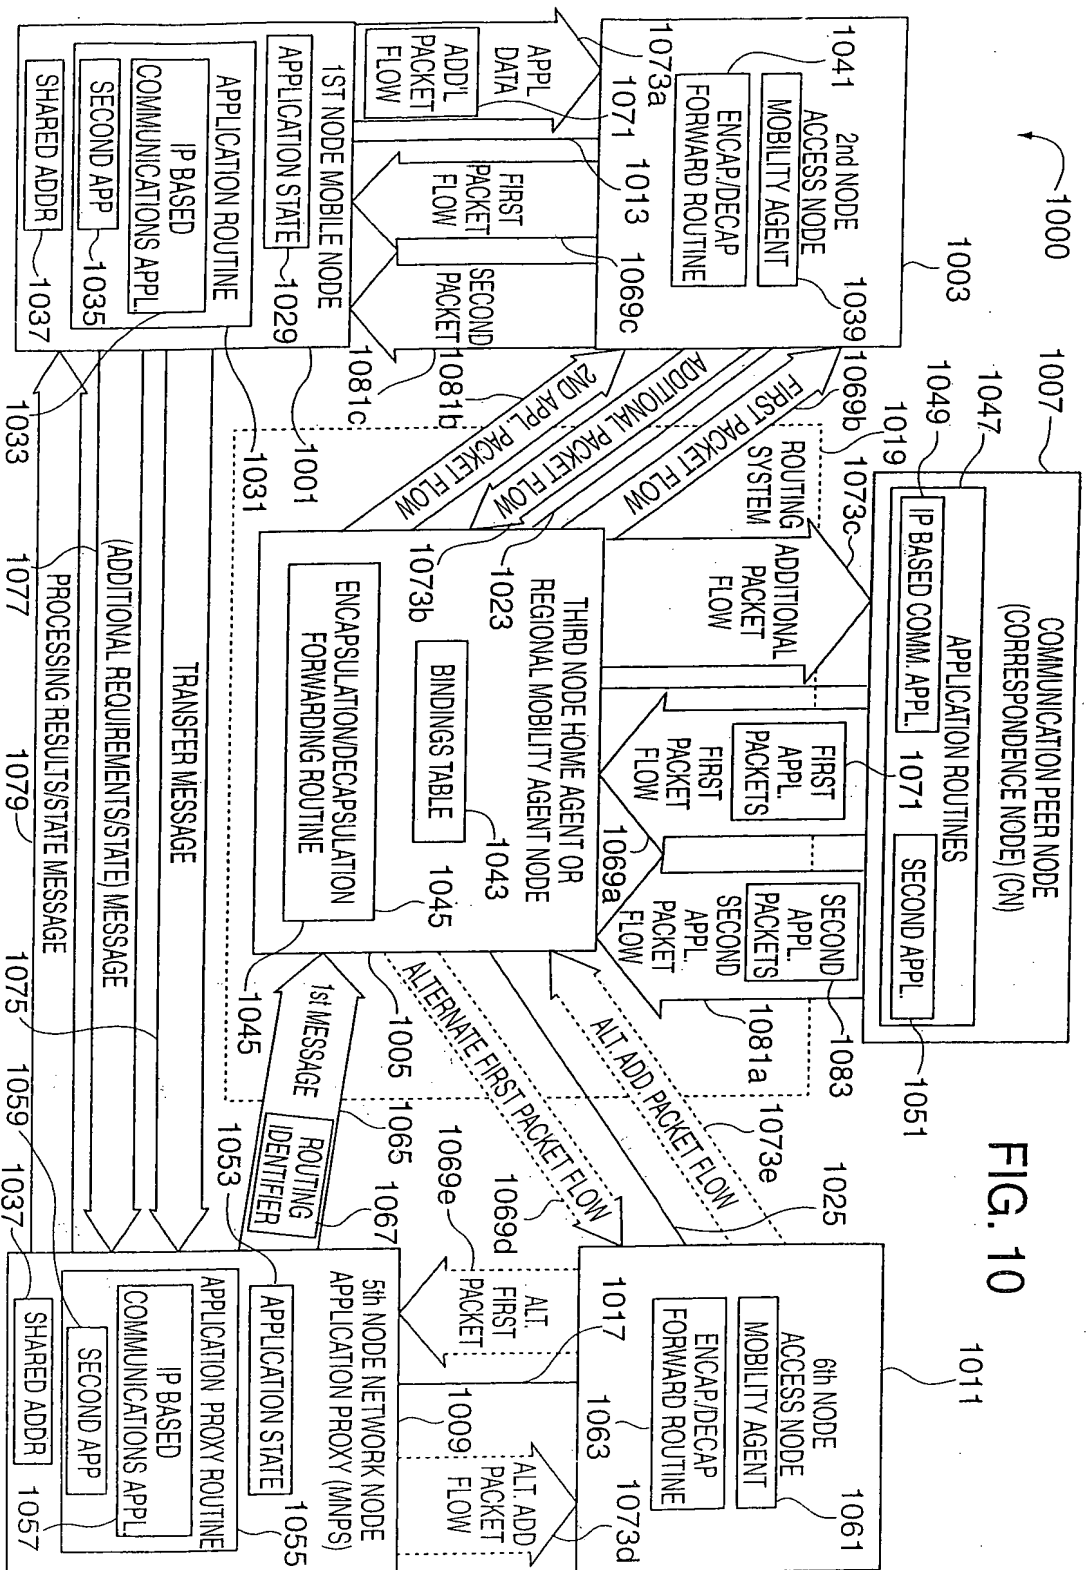 FIG. 10
1000
1003
2nd NODE
ACCESS NODE
MOBILITY AGENT
ENCAP/DECAP
FORWARD ROUTINE
1041
1039
1007
COMMUNICATION PEER NODE
(CORRESPONDENCE NODE) (CN)
APPLICATION ROUTINES
IP BASED COMM. APPL.
SECOND APPL.
1047
1049
1071
1051
1011
6th NODE
ACCESS NODE
MOBILITY AGENT
ENCAP/DECAP
FORWARD ROUTINE
1061
1063
1073a
APPL
DATA
ADD'L
PACKET
FLOW
1071
1013
FIRST
PACKET
FLOW
1069c
SECOND
PACKET
1081c
1081b
2ND APPL. PACKET FLOW
ADDITIONAL PACKET FLOW
FIRST PACKET FLOW
1069b
1019
ROUTING
SYSTEM
1073c
ADDITIONAL
PACKET
FLOW
1073b
1023
FIRST
APPL.
PACKETS
FIRST
PACKET
FLOW
1069a
SECOND
APPL.
PACKETS
SECOND
APPL.
PACKET
FLOW
1083
1081a
THIRD NODE HOME AGENT OR
REGIONAL MOBILITY AGENT NODE
BINDINGS TABLE
1043
ENCAPSULATION/DECAPSULATION
FORWARDING ROUTINE
1045
1045
1005
ALT. ADD PACKET FLOW
1073e
1025
ALTERNATE FIRST PACKET FLOW
1069d
1069e
ALT.
FIRST
PACKET
1017
ALT. ADD
PACKET
FLOW
1073d
1009
1st MESSAGE
ROUTING
IDENTIFIER
1065
1067
1053
1ST NODE MOBILE NODE
APPLICATION STATE
1029
APPLICATION ROUTINE
IP BASED
COMMUNICATIONS APPL.
SECOND APP
1035
SHARED ADDR
1037
1001
1031
1033
TRANSFER MESSAGE
1075
(ADDITIONAL REQUIREMENTS/STATE) MESSAGE
1077
PROCESSING RESULTS/STATE MESSAGE
1079
5th NODE NETWORK NODE
APPLICATION PROXY (MNPS)
APPLICATION STATE
1055
APPLICATION PROXY ROUTINE
IP BASED
COMMUNICATIONS APPL.
1057
SECOND APP
1059
SHARED ADDR
1037